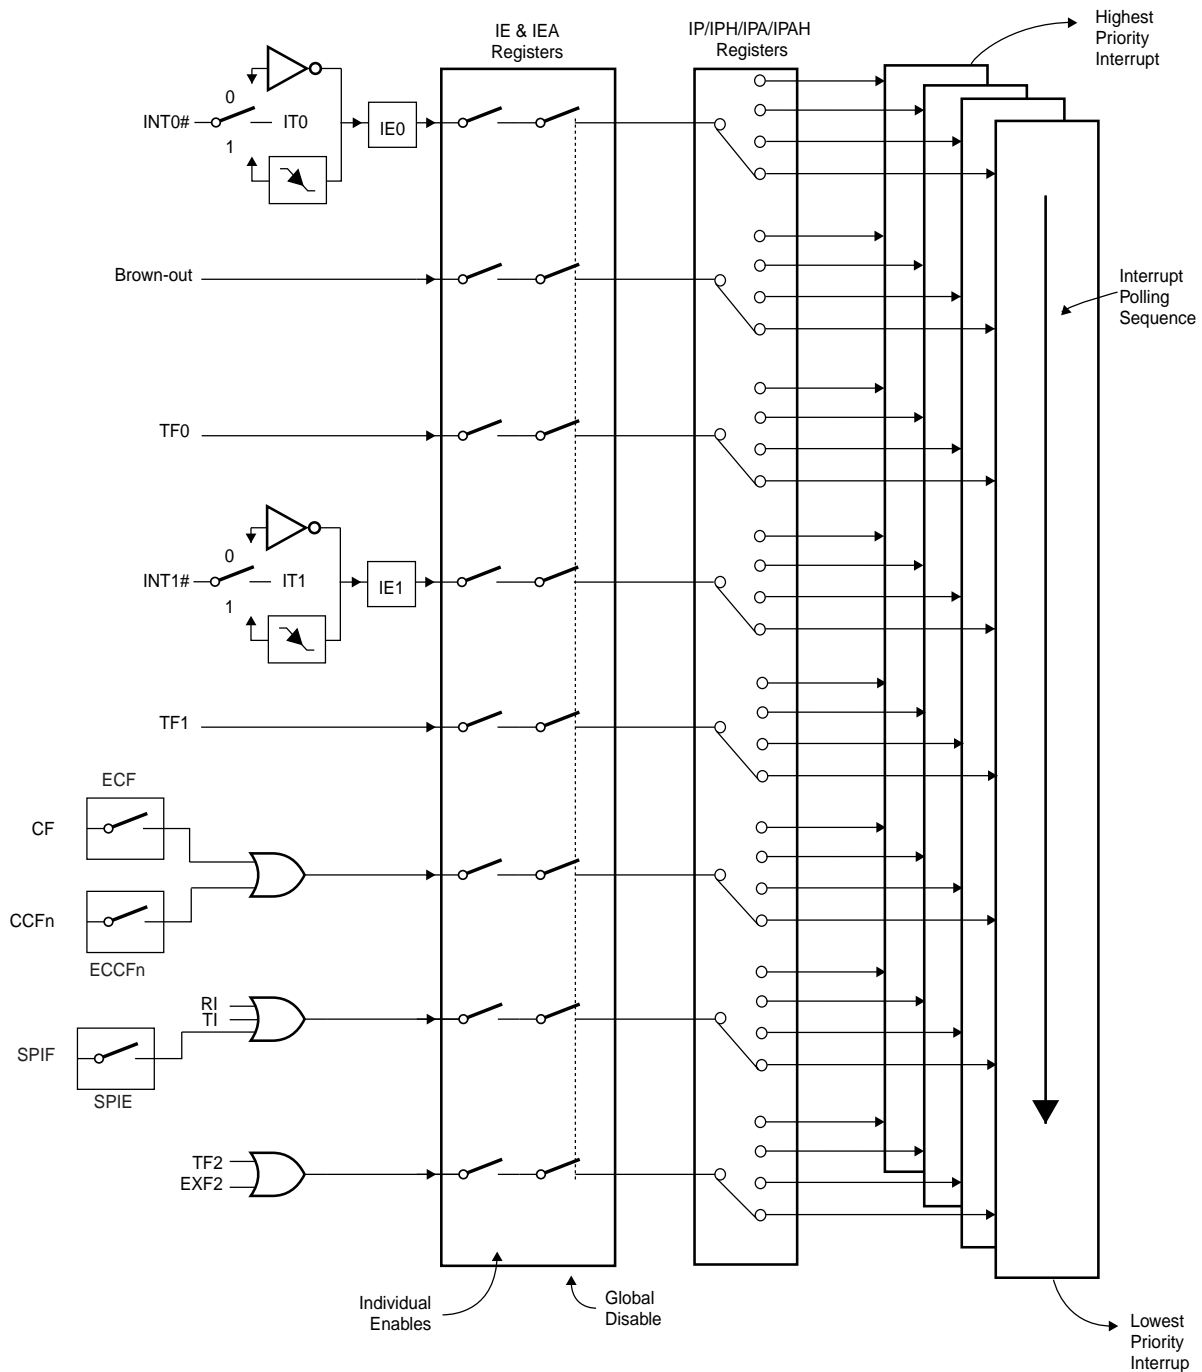 Highest
Priority
Interrupt
IE & IEA
Registers
IP/IPH/IPA/IPAH
Registers
0
INT0#
IT0
IE0
1
Brown-out
Interrupt
Polling
Sequence
TF0
0
INT1#
IT1
IE1
1
TF1
ECF
CF
CCFn
ECCFn
RI
TI
SPIF
SPIE
TF2
EXF2
Individual
Enables
Global
Disable
Lowest
Priority
Interrup